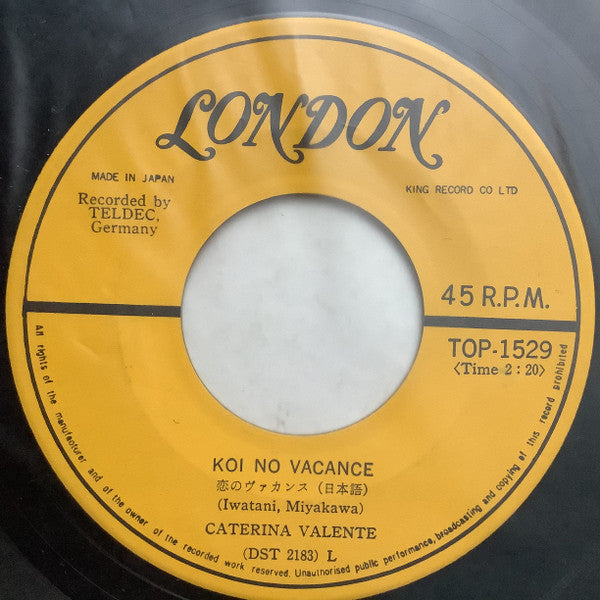 LONDON
MADE IN JAPAN
KING RECORD CO LTD
Recorded by
TELDEC,
Germany
45 R.P.M.
TOP-1529
〈Time 2:20〉
KOI NO VACANCE
恋のヴァカンス (日本語)
(Iwatani, Miyakawa)
CATERINA VALENTE
(DST 2183) L
All rights of the manufacturer and of the owner of the recorded work reserved. Unauthorised public performance, broadcasting and copying of this record prohibited